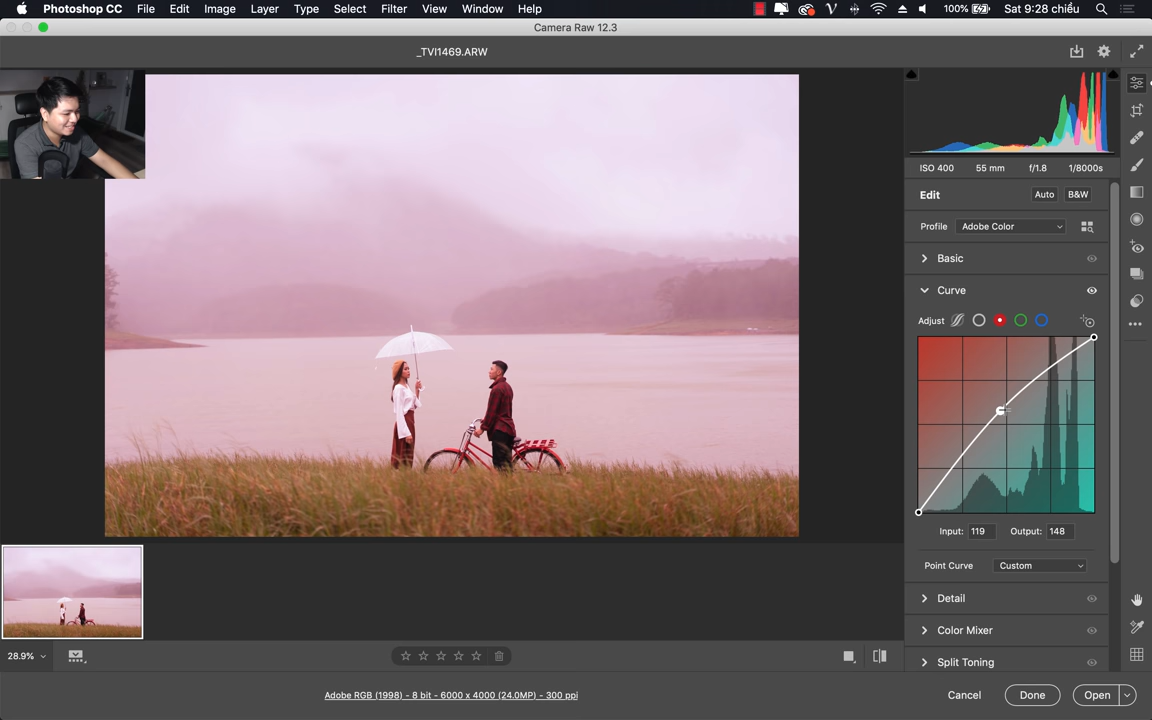 Photoshop CC File Edit Image Layer Type Select Filter View Window Help 100% Sat 9:28 chiều
Camera Raw 12.3
_TVI1469.ARW
ISO 400 55 mm f/1.8 1/8000s
Edit Auto B&W
Profile Adobe Color
Basic
Curve
Adjust
Input: 119 Output: 148
Point Curve Custom
Detail
Color Mixer
Split Toning
28.9%
Adobe RGB (1998) - 8 bit - 6000 x 4000 (24.0MP) - 300 ppi
Cancel Done Open